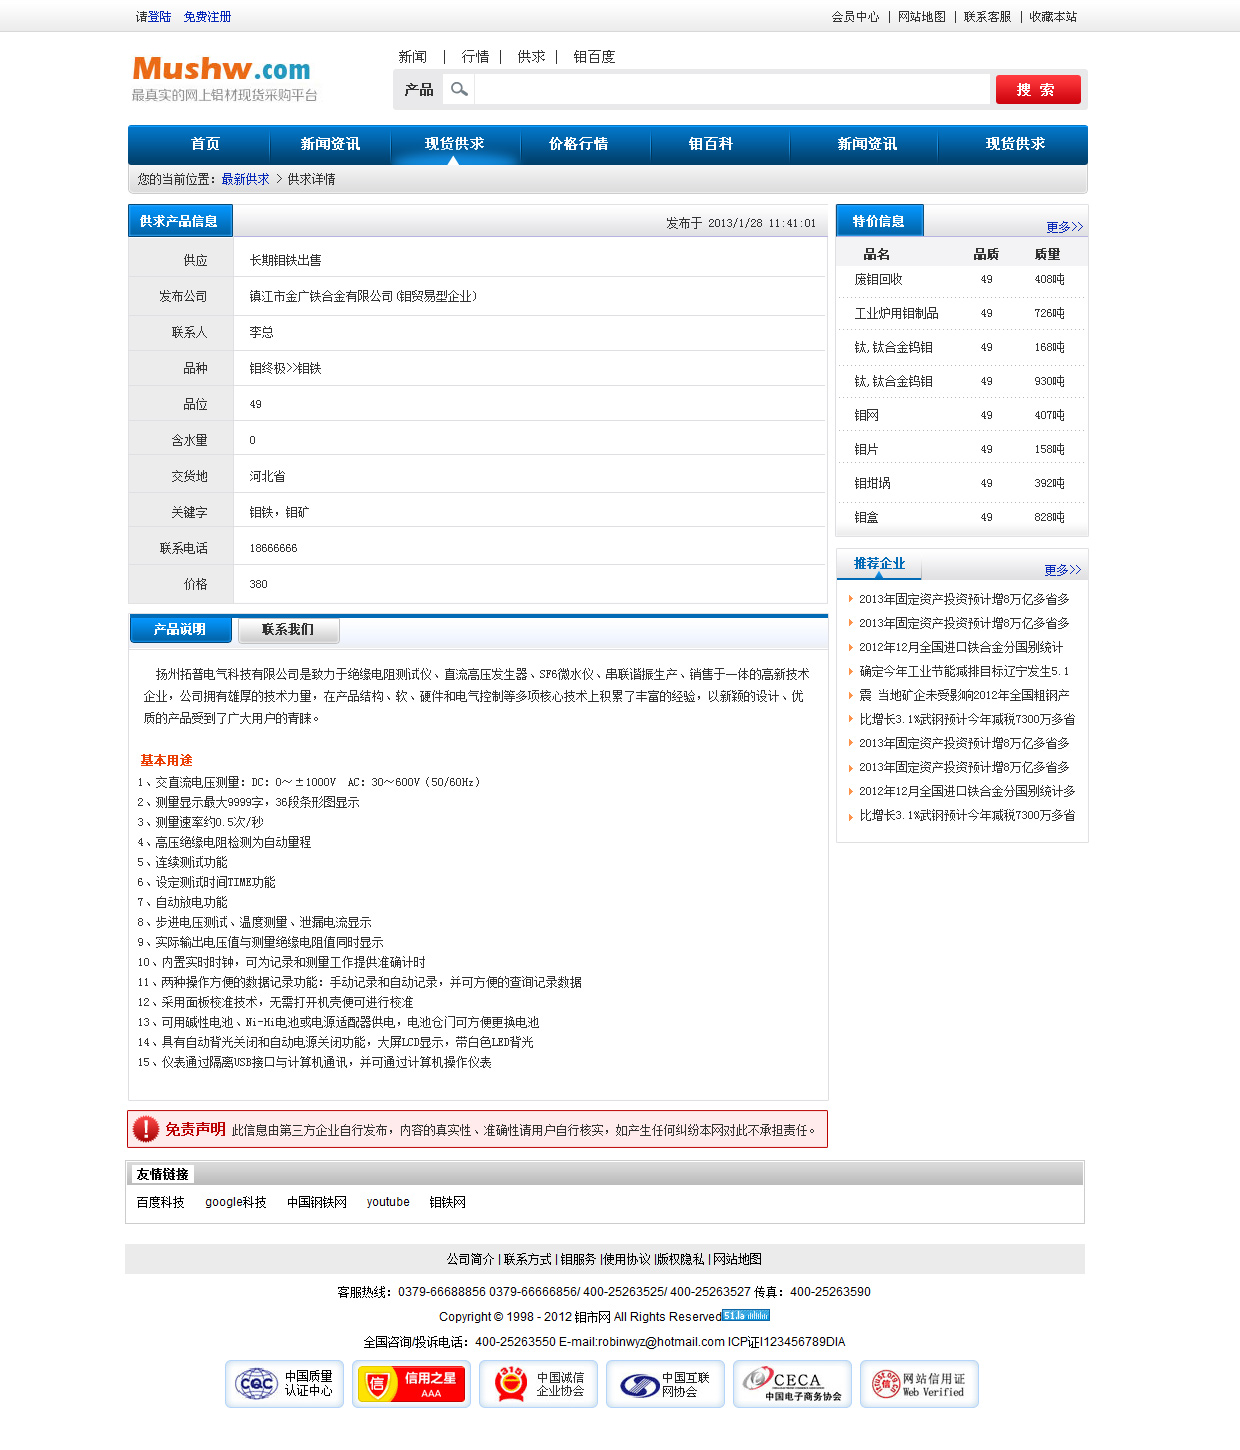 请登陆 免费注册
会员中心 | 网站地图 | 联系客服 | 收藏本站
Mushw.com
最真实的网上铝材现货采购平台
新闻 | 行情 | 供求 | 钼百度
产品
搜 索
首页 新闻资讯 现货供求 价格行情 钼百科 新闻资讯 现货供求
您的当前位置：最新供求 > 供求详情
供求产品信息 发布于 2013/1/28 11:41:01
供应 长期钼铁出售
发布公司 镇江市金广铁合金有限公司(钼贸易型企业)
联系人 李总
品种 钼终极>>钼铁
品位 49
含水量 0
交货地 河北省
关键字 钼铁，钼矿
联系电话 18666666
价格 380
特价信息 更多>>
品名 品质 质量
废钼回收 49 408吨
工业炉用钼制品 49 726吨
钛,钛合金钨钼 49 168吨
钛,钛合金钨钼 49 930吨
钼网 49 407吨
钼片 49 158吨
钼坩埚 49 392吨
钼盒 49 828吨
推荐企业 更多>>
2013年固定资产投资预计增8万亿多省多
2013年固定资产投资预计增8万亿多省多
2012年12月全国进口铁合金分国别统计
确定今年工业节能减排目标辽宁发生5.1
震 当地矿企未受影响2012年全国粗钢产
比增长3.1%武钢预计今年减税7300万多省
2013年固定资产投资预计增8万亿多省多
2013年固定资产投资预计增8万亿多省多
2012年12月全国进口铁合金分国别统计多
比增长3.1%武钢预计今年减税7300万多省
产品说明 联系我们
扬州拓普电气科技有限公司是致力于绝缘电阻测试仪、直流高压发生器、SF6微水仪、串联谐振生产、销售于一体的高新技术
企业，公司拥有雄厚的技术力量，在产品结构、软、硬件和电气控制等多项核心技术上积累了丰富的经验，以新颖的设计、优
质的产品受到了广大用户的青睐。
基本用途
1、交直流电压测量：DC：0～±1000V AC：30～600V（50/60Hz）
2、测量显示最大9999字，36段条形图显示
3、测量速率约0.5次/秒
4、高压绝缘电阻检测为自动量程
5、连续测试功能
6、设定测试时间TIME功能
7、自动放电功能
8、步进电压测试、温度测量、泄漏电流显示
9、实际输出电压值与测量绝缘电阻值同时显示
10、内置实时时钟，可为记录和测量工作提供准确计时
11、两种操作方便的数据记录功能：手动记录和自动记录，并可方便的查询记录数据
12、采用面板校准技术，无需打开机壳便可进行校准
13、可用碱性电池、Ni-Hi电池或电源适配器供电，电池仓门可方便更换电池
14、具有自动背光关闭和自动电源关闭功能，大屏LCD显示，带白色LED背光
15、仪表通过隔离USB接口与计算机通讯，并可通过计算机操作仪表
免责声明 此信息由第三方企业自行发布，内容的真实性、准确性请用户自行核实，如产生任何纠纷本网对此不承担责任。
友情链接
百度科技 google科技 中国钢铁网 youtube 钼铁网
公司简介 | 联系方式 | 钼服务 |使用协议 |版权隐私 | 网站地图
客服热线：0379-66688856 0379-66666856/ 400-25263525/ 400-25263527 传真：400-25263590
Copyright © 1998 - 2012 钼市网 All Rights Reserved 51.la
全国咨询/投诉电话：400-25263550 E-mail:robinwyz@hotmail.com ICP证I123456789DIA
CQC 中国质量
认证中心
信 信用之星
AAA
315 中国诚信
企业协会
中国互联
网协会
CECA
中国电子商务协会
网站信用证
Web Verified